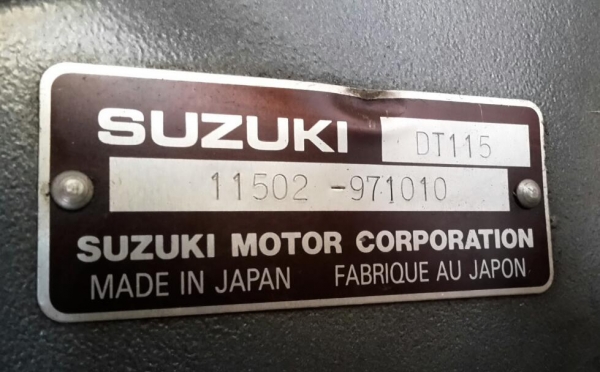 SUZUKI DT115
11502 -971010
SUZUKI MOTOR CORPORATION
MADE IN JAPAN FABRIQUE AU JAPON